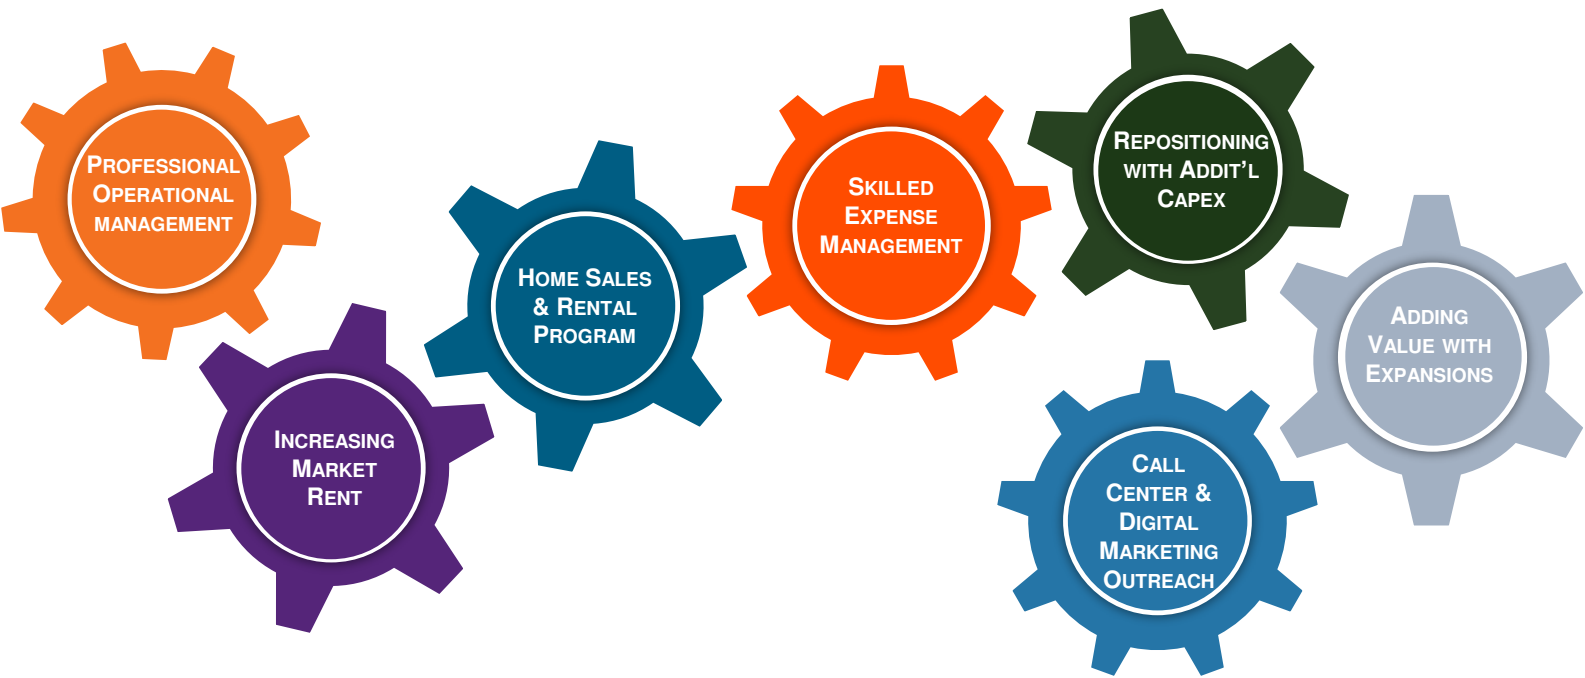 PROFESSIONAL
OPERATIONAL
MANAGEMENT
INCREASING
MARKET
RENT
HOME SALES
& RENTAL
PROGRAM
SKILLED
EXPENSE
MANAGEMENT
REPOSITIONING
WITH ADDIT’L
CAPEX
CALL
CENTER &
DIGITAL
MARKETING
OUTREACH
ADDING
VALUE WITH
EXPANSIONS